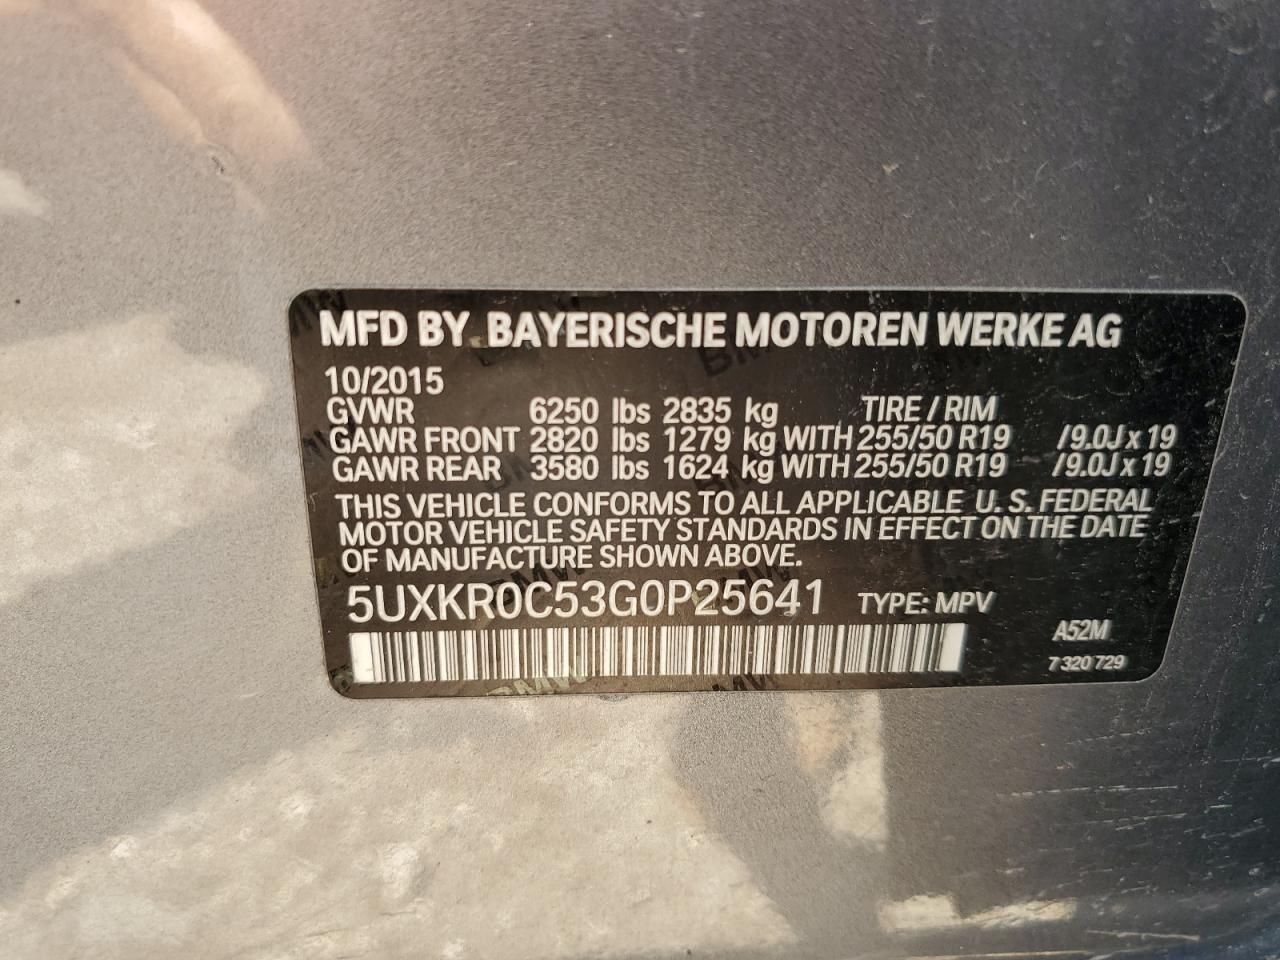 MFD BY BAYERISCHE MOTOREN WERKE AG
10/2015
GVWR 6250 lbs 2835 kg TIRE / RIM
GAWR FRONT 2820 lbs 1279 kg WITH 255/50 R19 /9.0J x 19
GAWR REAR 3580 lbs 1624 kg WITH 255/50 R19 /9.0J x 19
THIS VEHICLE CONFORMS TO ALL APPLICABLE U. S. FEDERAL
MOTOR VEHICLE SAFETY STANDARDS IN EFFECT ON THE DATE
OF MANUFACTURE SHOWN ABOVE.
5UXKR0C53G0P25641 TYPE: MPV
A52M
7 320 729